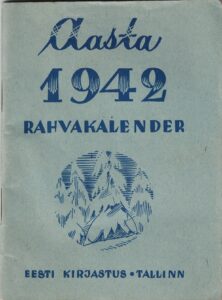 Aasta
1942
RAHVAKALENDER
EESTI KIRJASTUS • TALLINN